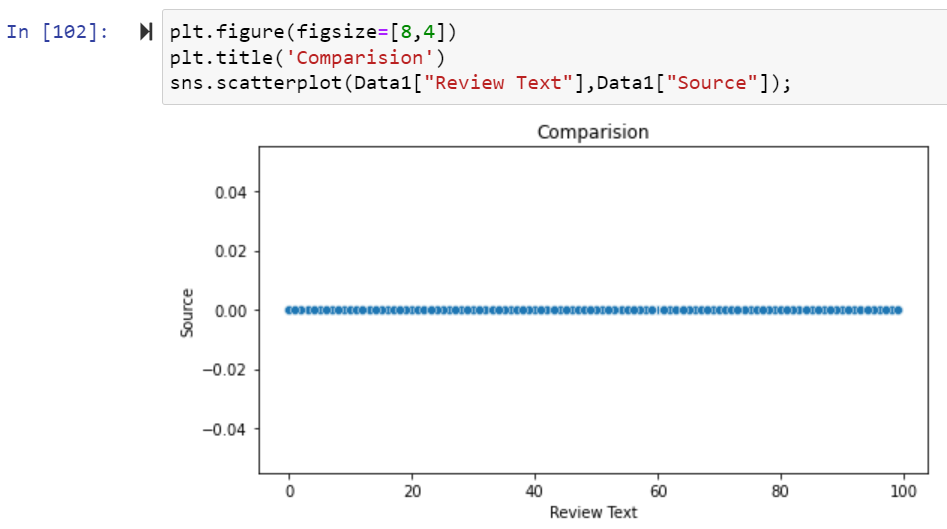 In [102]:
plt.figure(figsize=[8,4])
plt.title('Comparision')
sns.scatterplot(Data1["Review Text"],Data1["Source"]);
Comparision
0.04
0.02
0.00
−0.02
−0.04
Source
0 20 40 60 80 100
Review Text